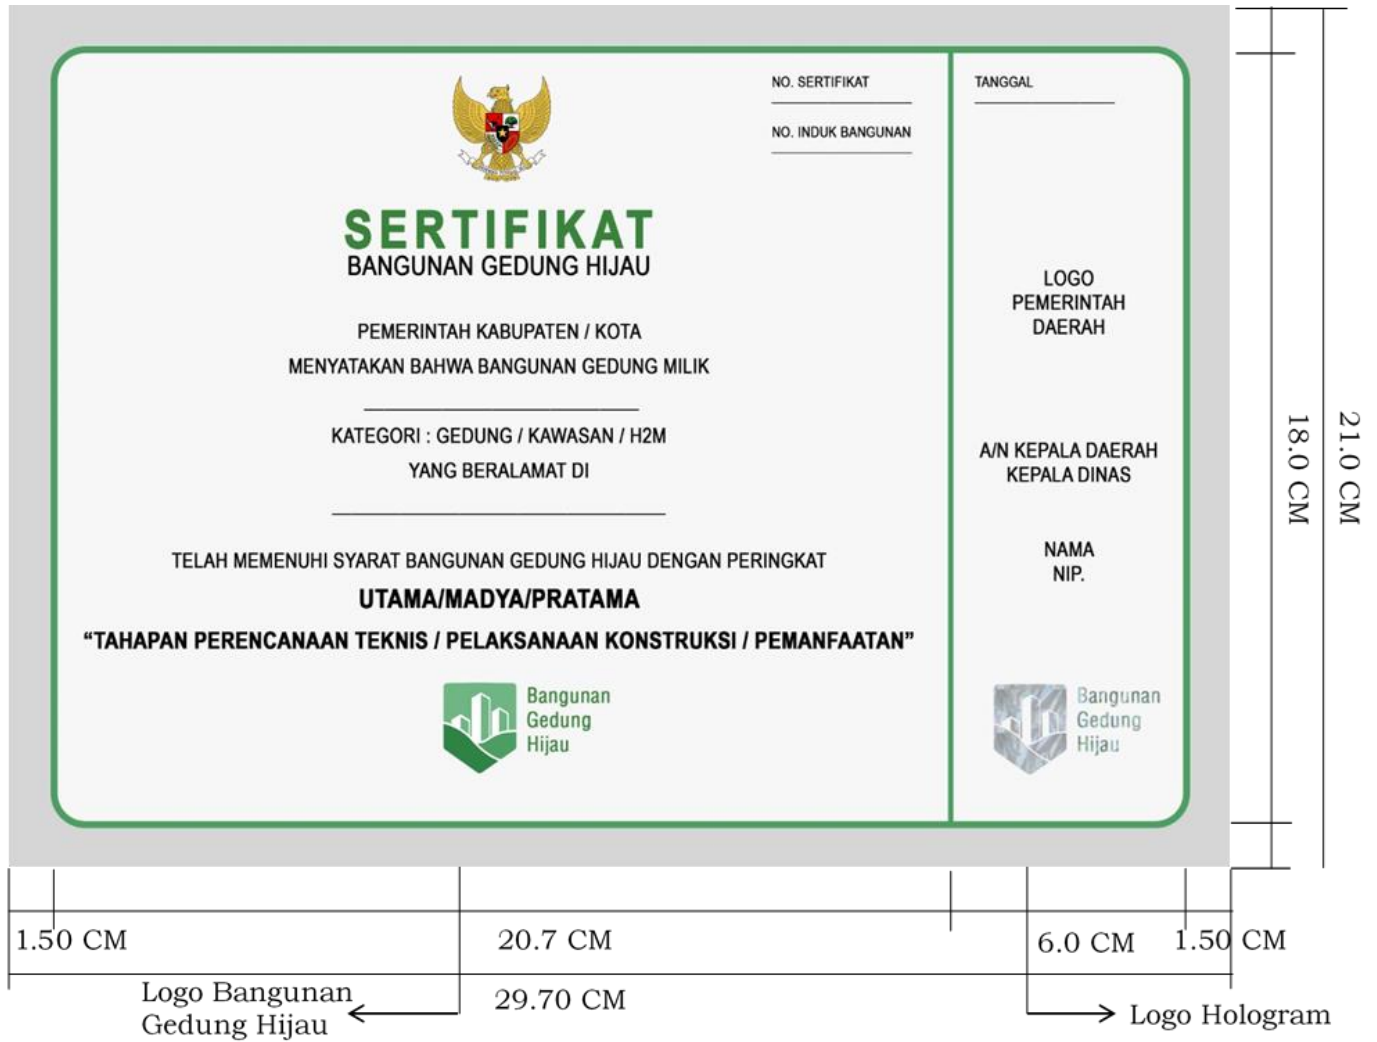 NO. SERTIFIKAT
NO. INDUK BANGUNAN
TANGGAL
SERTIFIKAT
BANGUNAN GEDUNG HIJAU
PEMERINTAH KABUPATEN / KOTA
MENYATAKAN BAHWA BANGUNAN GEDUNG MILIK
KATEGORI : GEDUNG / KAWASAN / H2M
YANG BERALAMAT DI
TELAH MEMENUHI SYARAT BANGUNAN GEDUNG HIJAU DENGAN PERINGKAT
UTAMA/MADYA/PRATAMA
“TAHAPAN PERENCANAAN TEKNIS / PELAKSANAAN KONSTRUKSI / PEMANFAATAN”
Bangunan
Gedung
Hijau
LOGO
PEMERINTAH
DAERAH
A/N KEPALA DAERAH
KEPALA DINAS
NAMA
NIP.
Bangunan
Gedung
Hijau
18.0 CM
21.0 CM
1.50 CM
20.7 CM
6.0 CM
1.50 CM
29.70 CM
Logo Bangunan
Gedung Hijau
Logo Hologram